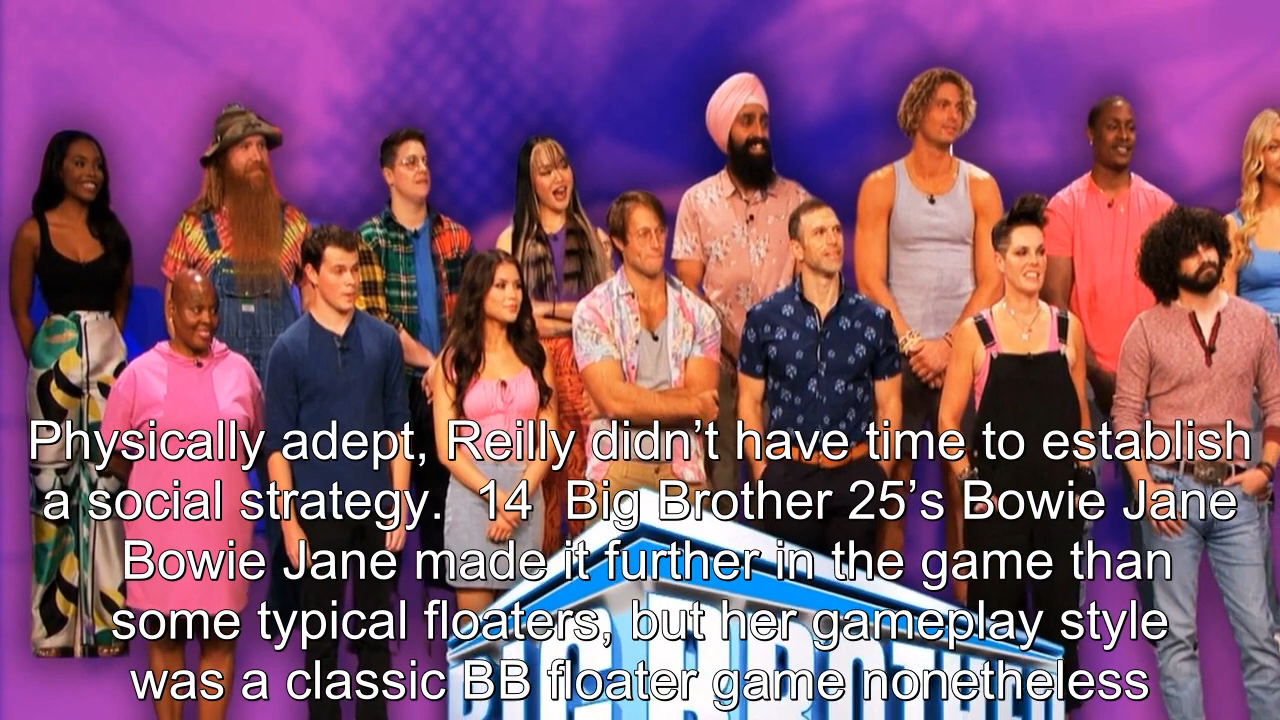 Physically adept, Reilly didn’t have time to establish
a social strategy.  14  Big Brother 25’s Bowie Jane
Bowie Jane made it further in the game than
some typical floaters, but her gameplay style
was a classic BB floater game nonetheless
BIG BROTHER